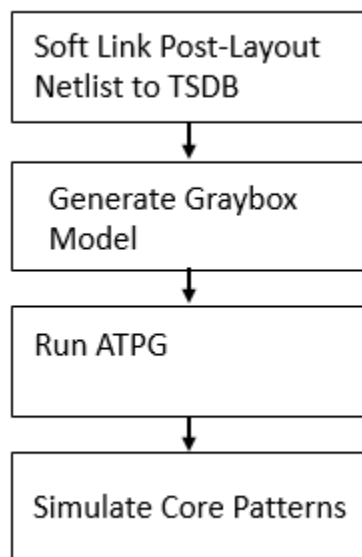 Soft Link Post-Layout
Netlist to TSDB
Generate Graybox
Model
Run ATPG
Simulate Core Patterns